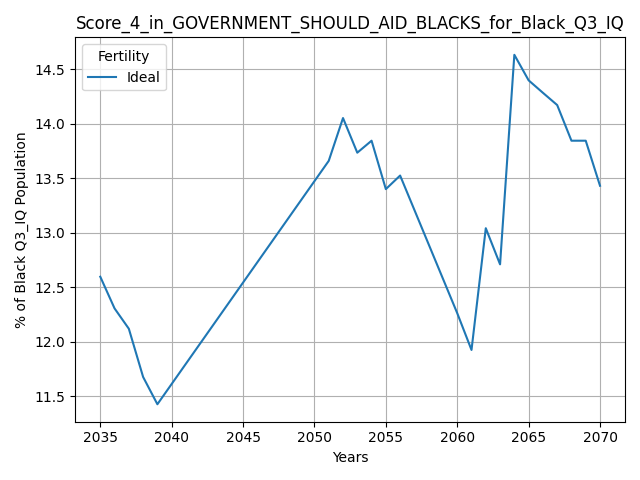 Score_4_in_GOVERNMENT_SHOULD_AID_BLACKS_for_Black_Q3_IQ
Fertility
Ideal
% of Black Q3_IQ Population
14.5
14.0
13.5
13.0
12.5
12.0
11.5
2035 2040 2045 2050 2055 2060 2065 2070
Years